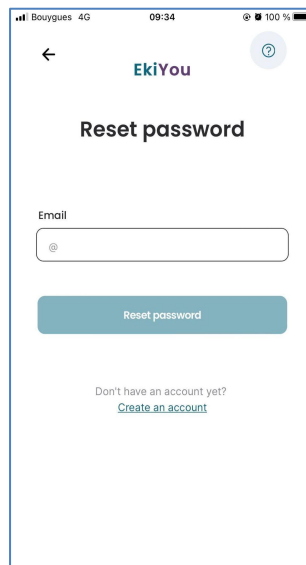 Bouygues 4G 09:34 100 %
EkiYou
?
Reset password
Email
@
Reset password
Don't have an account yet?
Create an account